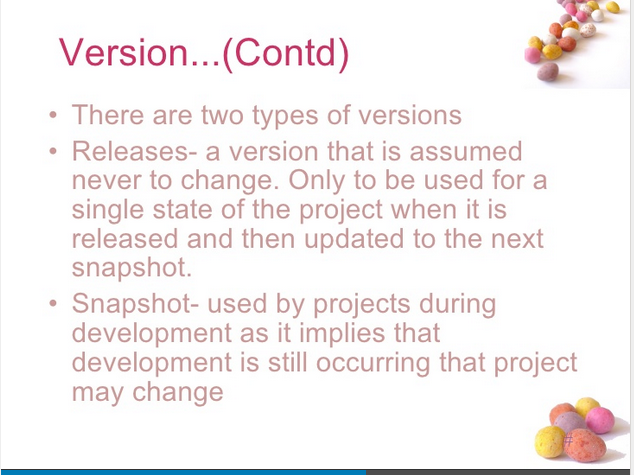 Version...(Contd)
• There are two types of versions
• Releases- a version that is assumed
never to change. Only to be used for a
single state of the project when it is
released and then updated to the next
snapshot.
• Snapshot- used by projects during
development as it implies that
development is still occurring that project
may change
#